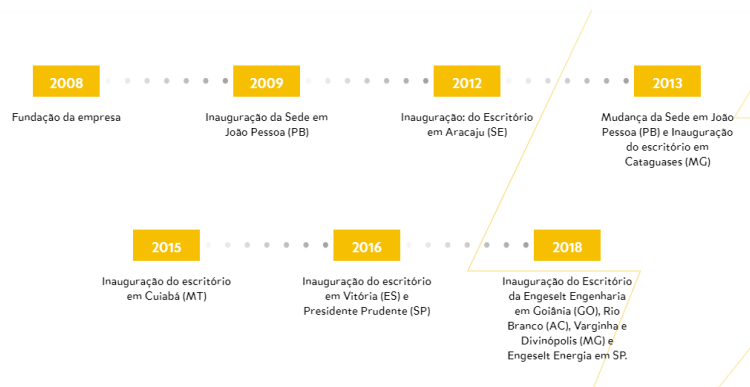 2008
Fundação da empresa
2009
Inauguração da Sede em
João Pessoa (PB)
2012
Inauguração: do Escritório
em Aracaju (SE)
2013
Mudança da Sede em João
Pessoa (PB) e Inauguração
do escritório em
Cataguases (MG)
2015
Inauguração do escritório
em Cuiabá (MT)
2016
Inauguração do escritório
em Vitória (ES) e
Presidente Prudente (SP)
2018
Inauguração do Escritório
da Engeselt Engenharia
em Goiânia (GO), Rio
Branco (AC), Varginha e
Divinópolis (MG) e
Engeselt Energia em SP.